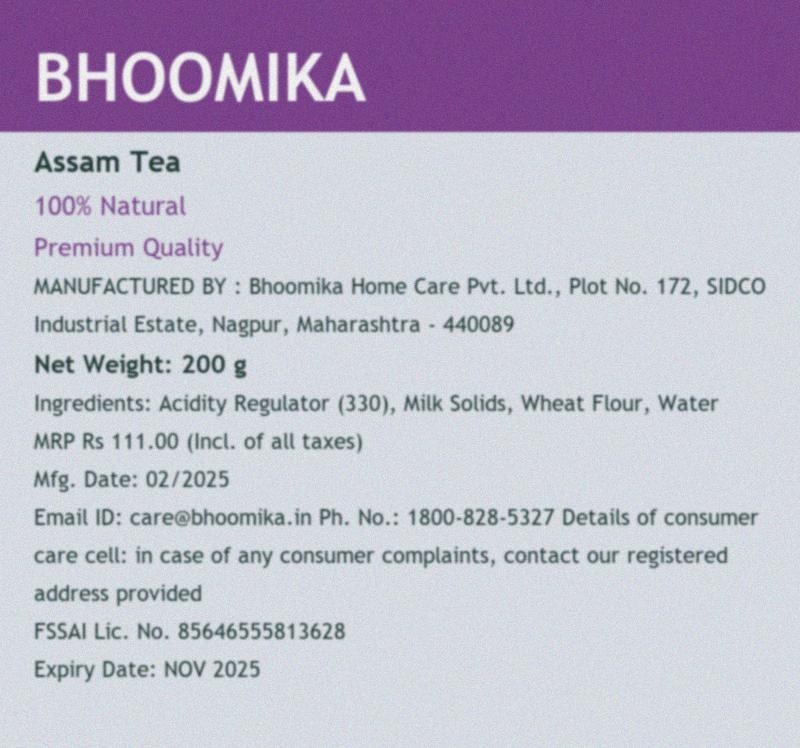 BHOOMIKA
Assam Tea
100% Natural
Premium Quality
MANUFACTURED BY : Bhoomika Home Care Pvt. Ltd., Plot No. 172, SIDCO
Industrial Estate, Nagpur, Maharashtra - 440089
Net Weight: 200 g
Ingredients: Acidity Regulator (330), Milk Solids, Wheat Flour, Water
MRP Rs 111.00 (Incl. of all taxes)
Mfg. Date: 02/2025
Email ID: care@bhoomika.in Ph. No.: 1800-828-5327 Details of consumer
care cell: in case of any consumer complaints, contact our registered
address provided
FSSAI Lic. No. 85646555813628
Expiry Date: NOV 2025